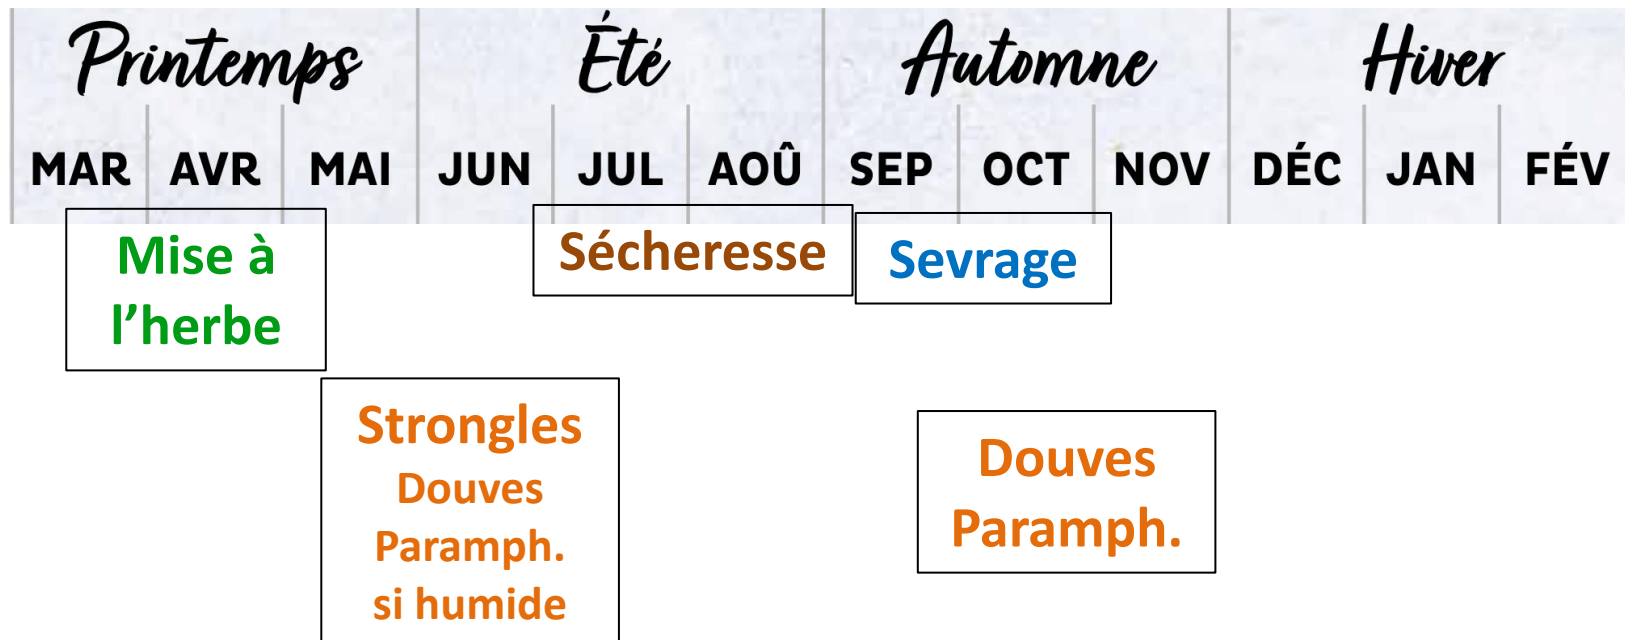 Printemps Été Automne Hiver
MAR AVR MAI JUN JUL AOÛ SEP OCT NOV DÉC JAN FÉV
Mise à
l'herbe
Sécheresse
Sevrage
Strongles
Douves
Paramph.
si humide
Douves
Paramph.